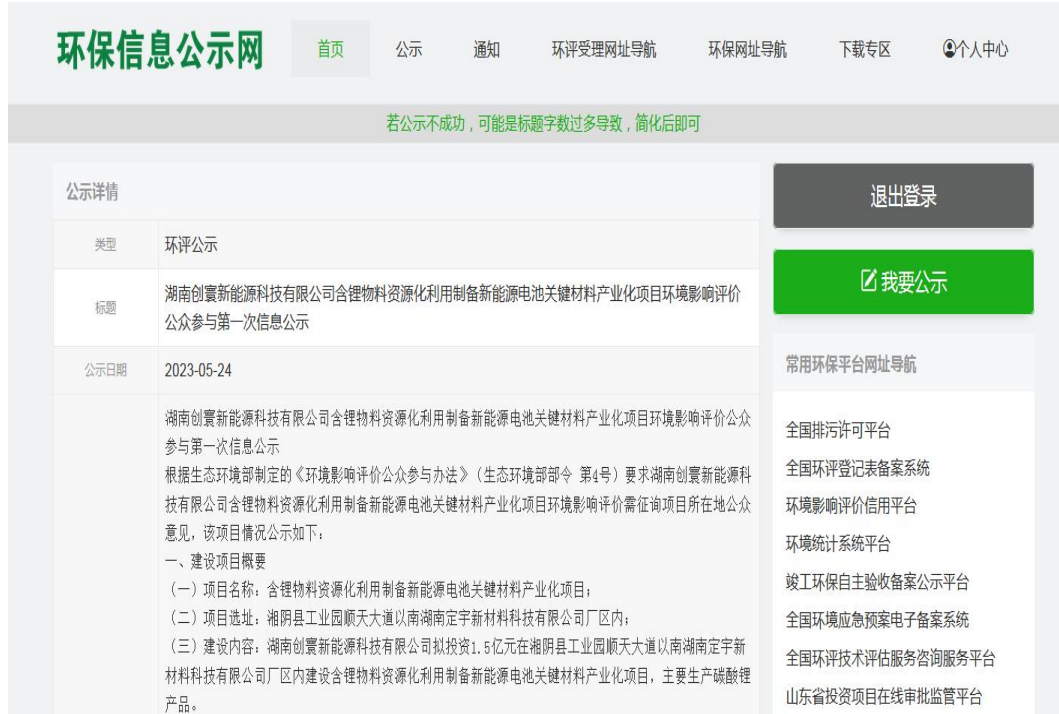 环保信息公示网
首页
公示
通知
环评受理网址导航
环保网址导航
下载专区
个人中心
若公示不成功，可能是标题字数过多导致，简化后即可
公示详情
类型
环评公示
标题
湖南创寰新能源科技有限公司含锂物料资源化利用制备新能源电池关键材料产业化项目环境影响评价
公众参与第一次信息公示
公示日期
2023-05-24
湖南创寰新能源科技有限公司含锂物料资源化利用制备新能源电池关键材料产业化项目环境影响评价公众
参与第一次信息公示
根据生态环境部制定的《环境影响评价公众参与办法》（生态环境部部令 第4号）要求湖南创寰新能源科
技有限公司含锂物料资源化利用制备新能源电池关键材料产业化项目环境影响评价需征询项目所在地公众
意见，该项目情况公示如下：
一、建设项目概要
（一）项目名称：含锂物料资源化利用制备新能源电池关键材料产业化项目；
（二）项目选址：湘阴县工业园顺天大道以南湖南定宇新材料科技有限公司厂区内；
（三）建设内容：湖南创寰新能源科技有限公司拟投资1.5亿元在湘阴县工业园顺天大道以南湖南定宇新
材料科技有限公司厂区内建设含锂物料资源化利用制备新能源电池关键材料产业化项目，主要生产碳酸锂
产品。
退出登录
我要公示
常用环保平台网址导航
全国排污许可平台
全国环评登记表备案系统
环境影响评价信用平台
环境统计系统平台
竣工环保自主验收备案公示平台
全国环境应急预案电子备案系统
全国环评技术评估服务咨询服务平台
山东省投资项目在线审批监管平台